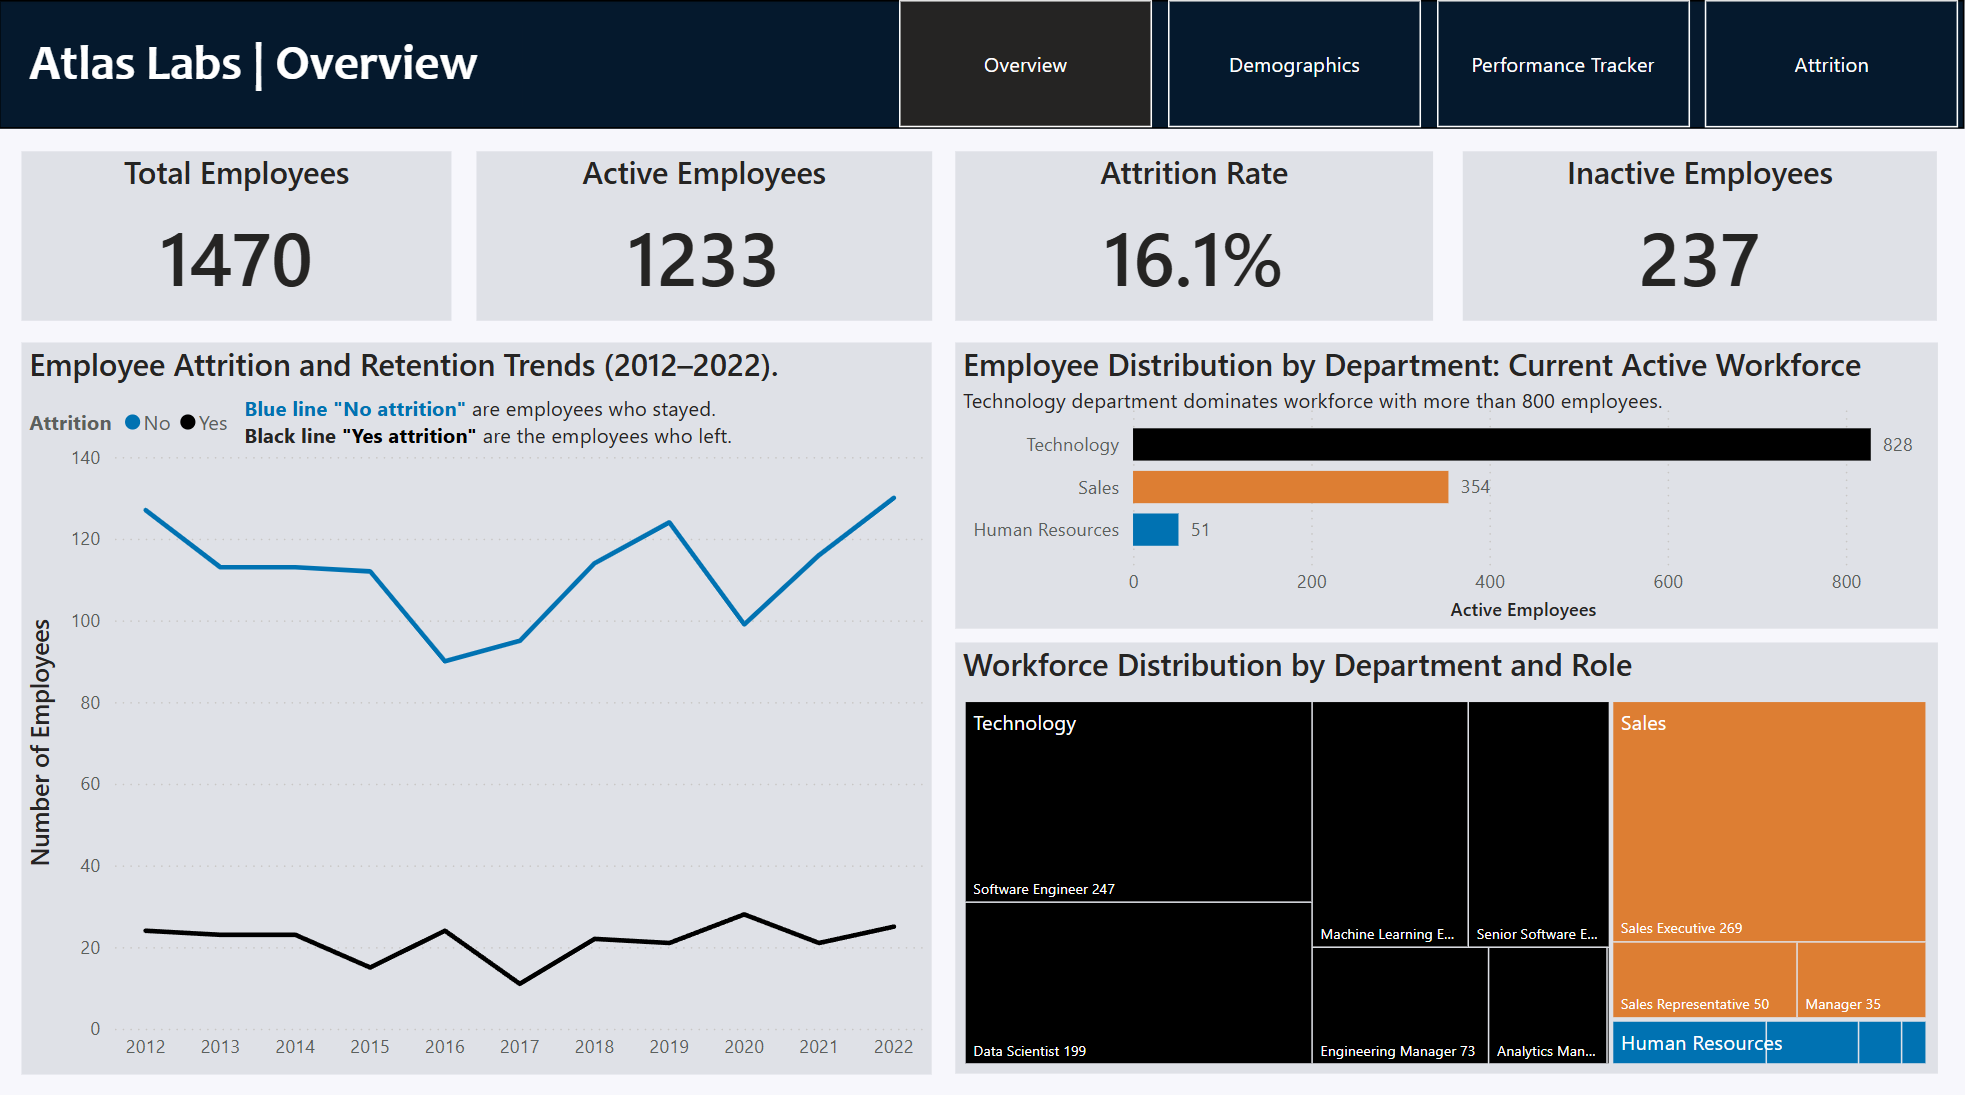 Atlas Labs | Overview
Overview
Demographics
Performance Tracker
Attrition
Total Employees
1470
Active Employees
1233
Attrition Rate
16.1%
Inactive Employees
237
Employee Attrition and Retention Trends (2012–2022).
Attrition No Yes
Blue line "No attrition" are employees who stayed.
Black line "Yes attrition" are the employees who left.
Number of Employees
140
120
100
80
60
40
20
0
2012 2013 2014 2015 2016 2017 2018 2019 2020 2021 2022
Employee Distribution by Department: Current Active Workforce
Technology department dominates workforce with more than 800 employees.
Technology 828
Sales 354
Human Resources 51
0 200 400 600 800
Active Employees
Workforce Distribution by Department and Role
Technology
Software Engineer 247
Data Scientist 199
Machine Learning E...
Senior Software E...
Engineering Manager 73
Analytics Man...
Sales
Sales Executive 269
Sales Representative 50
Manager 35
Human Resources